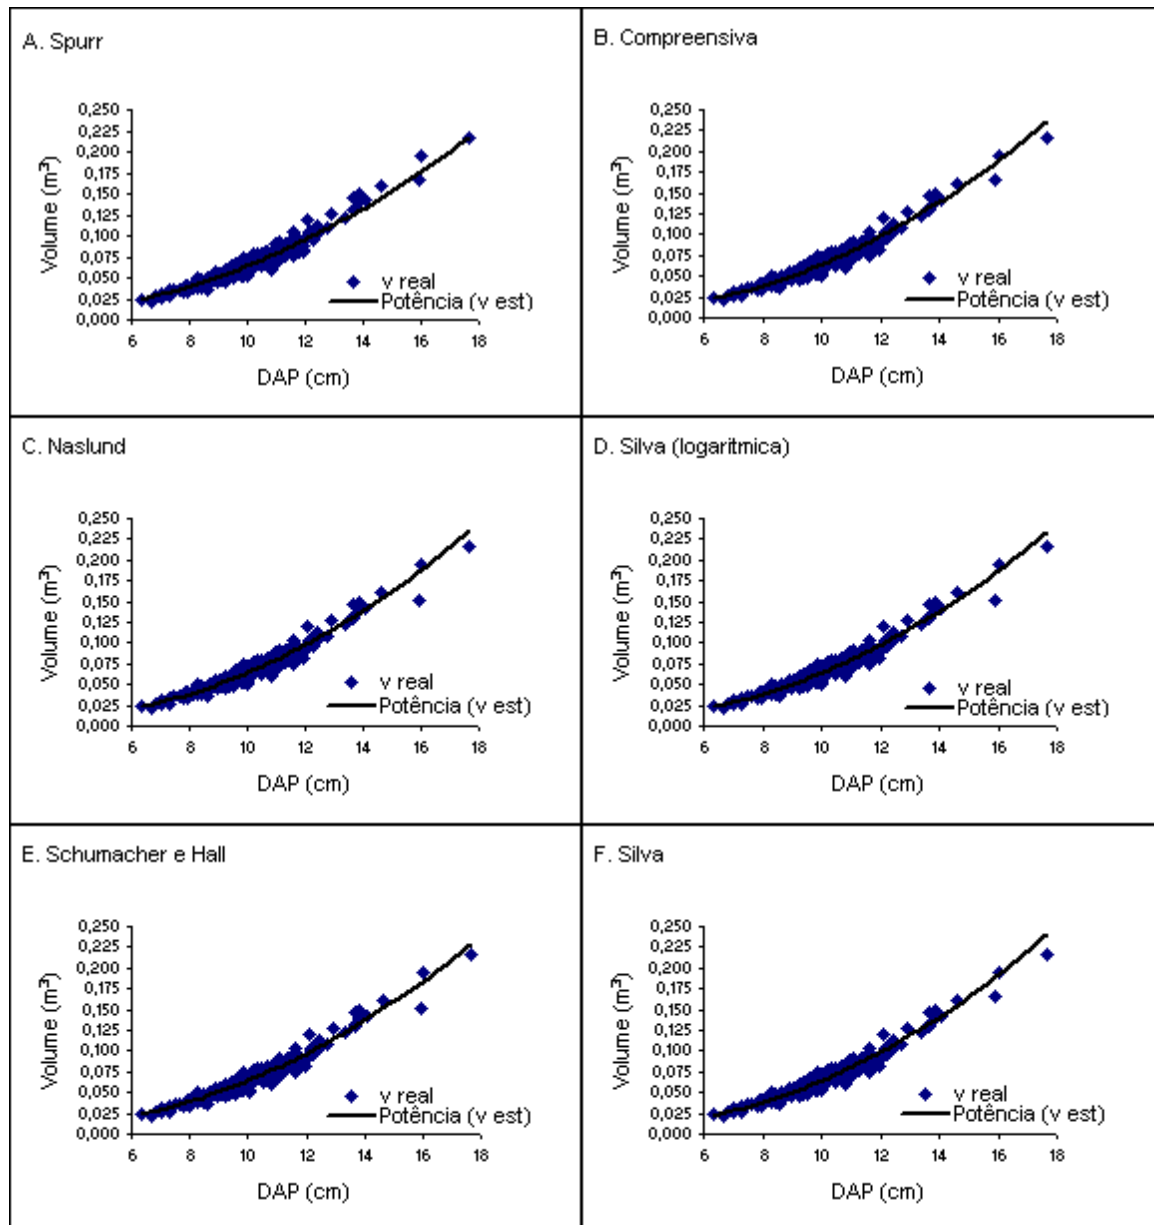 A. Spurr
Volume (m³)
0,250
0,225
0,200
0,175
0,150
0,125
0,100
0,075
0,050
0,025
0,000
6 8 10 12 14 16 18
v real
Potência (v est)
DAP (cm)
B. Compreensiva
Volume (m³)
0,250
0,225
0,200
0,175
0,150
0,125
0,100
0,075
0,050
0,025
0,000
6 8 10 12 14 16 18
v real
Potência (v est)
DAP (cm)
C. Naslund
Volume (m³)
0,250
0,225
0,200
0,175
0,150
0,125
0,100
0,075
0,050
0,025
0,000
6 8 10 12 14 16 18
v real
Potência (v est)
DAP (cm)
D. Silva (logaritmica)
Volume (m³)
0,250
0,225
0,200
0,175
0,150
0,125
0,100
0,075
0,050
0,025
0,000
6 8 10 12 14 16 18
v real
Potência (v est)
DAP (cm)
E. Schumacher e Hall
Volume (m³)
0,250
0,225
0,200
0,175
0,150
0,125
0,100
0,075
0,050
0,025
0,000
6 8 10 12 14 16 18
v real
Potência (v est)
DAP (cm)
F. Silva
Volume (m³)
0,250
0,225
0,200
0,175
0,150
0,125
0,100
0,075
0,050
0,025
0,000
6 8 10 12 14 16 18
v real
Potência (v est)
DAP (cm)